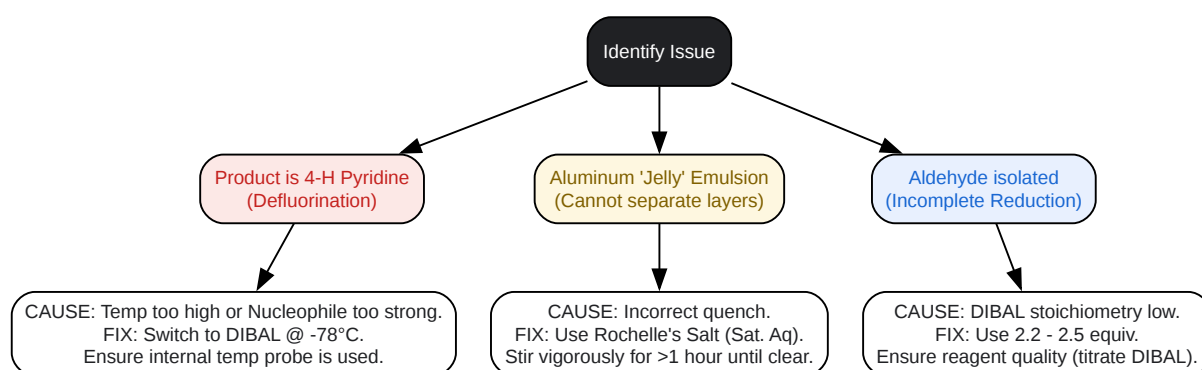 Identify Issue
Product is 4-H Pyridine
(Defluorination)
Aluminum 'Jelly' Emulsion
(Cannot separate layers)
Aldehyde isolated
(Incomplete Reduction)
CAUSE: Temp too high or Nucleophile too strong.
FIX: Switch to DIBAL @ -78°C.
Ensure internal temp probe is used.
CAUSE: Incorrect quench.
FIX: Use Rochelle's Salt (Sat. Aq).
Stir vigorously for >1 hour until clear.
CAUSE: DIBAL stoichiometry low.
FIX: Use 2.2 - 2.5 equiv.
Ensure reagent quality (titrate DIBAL).